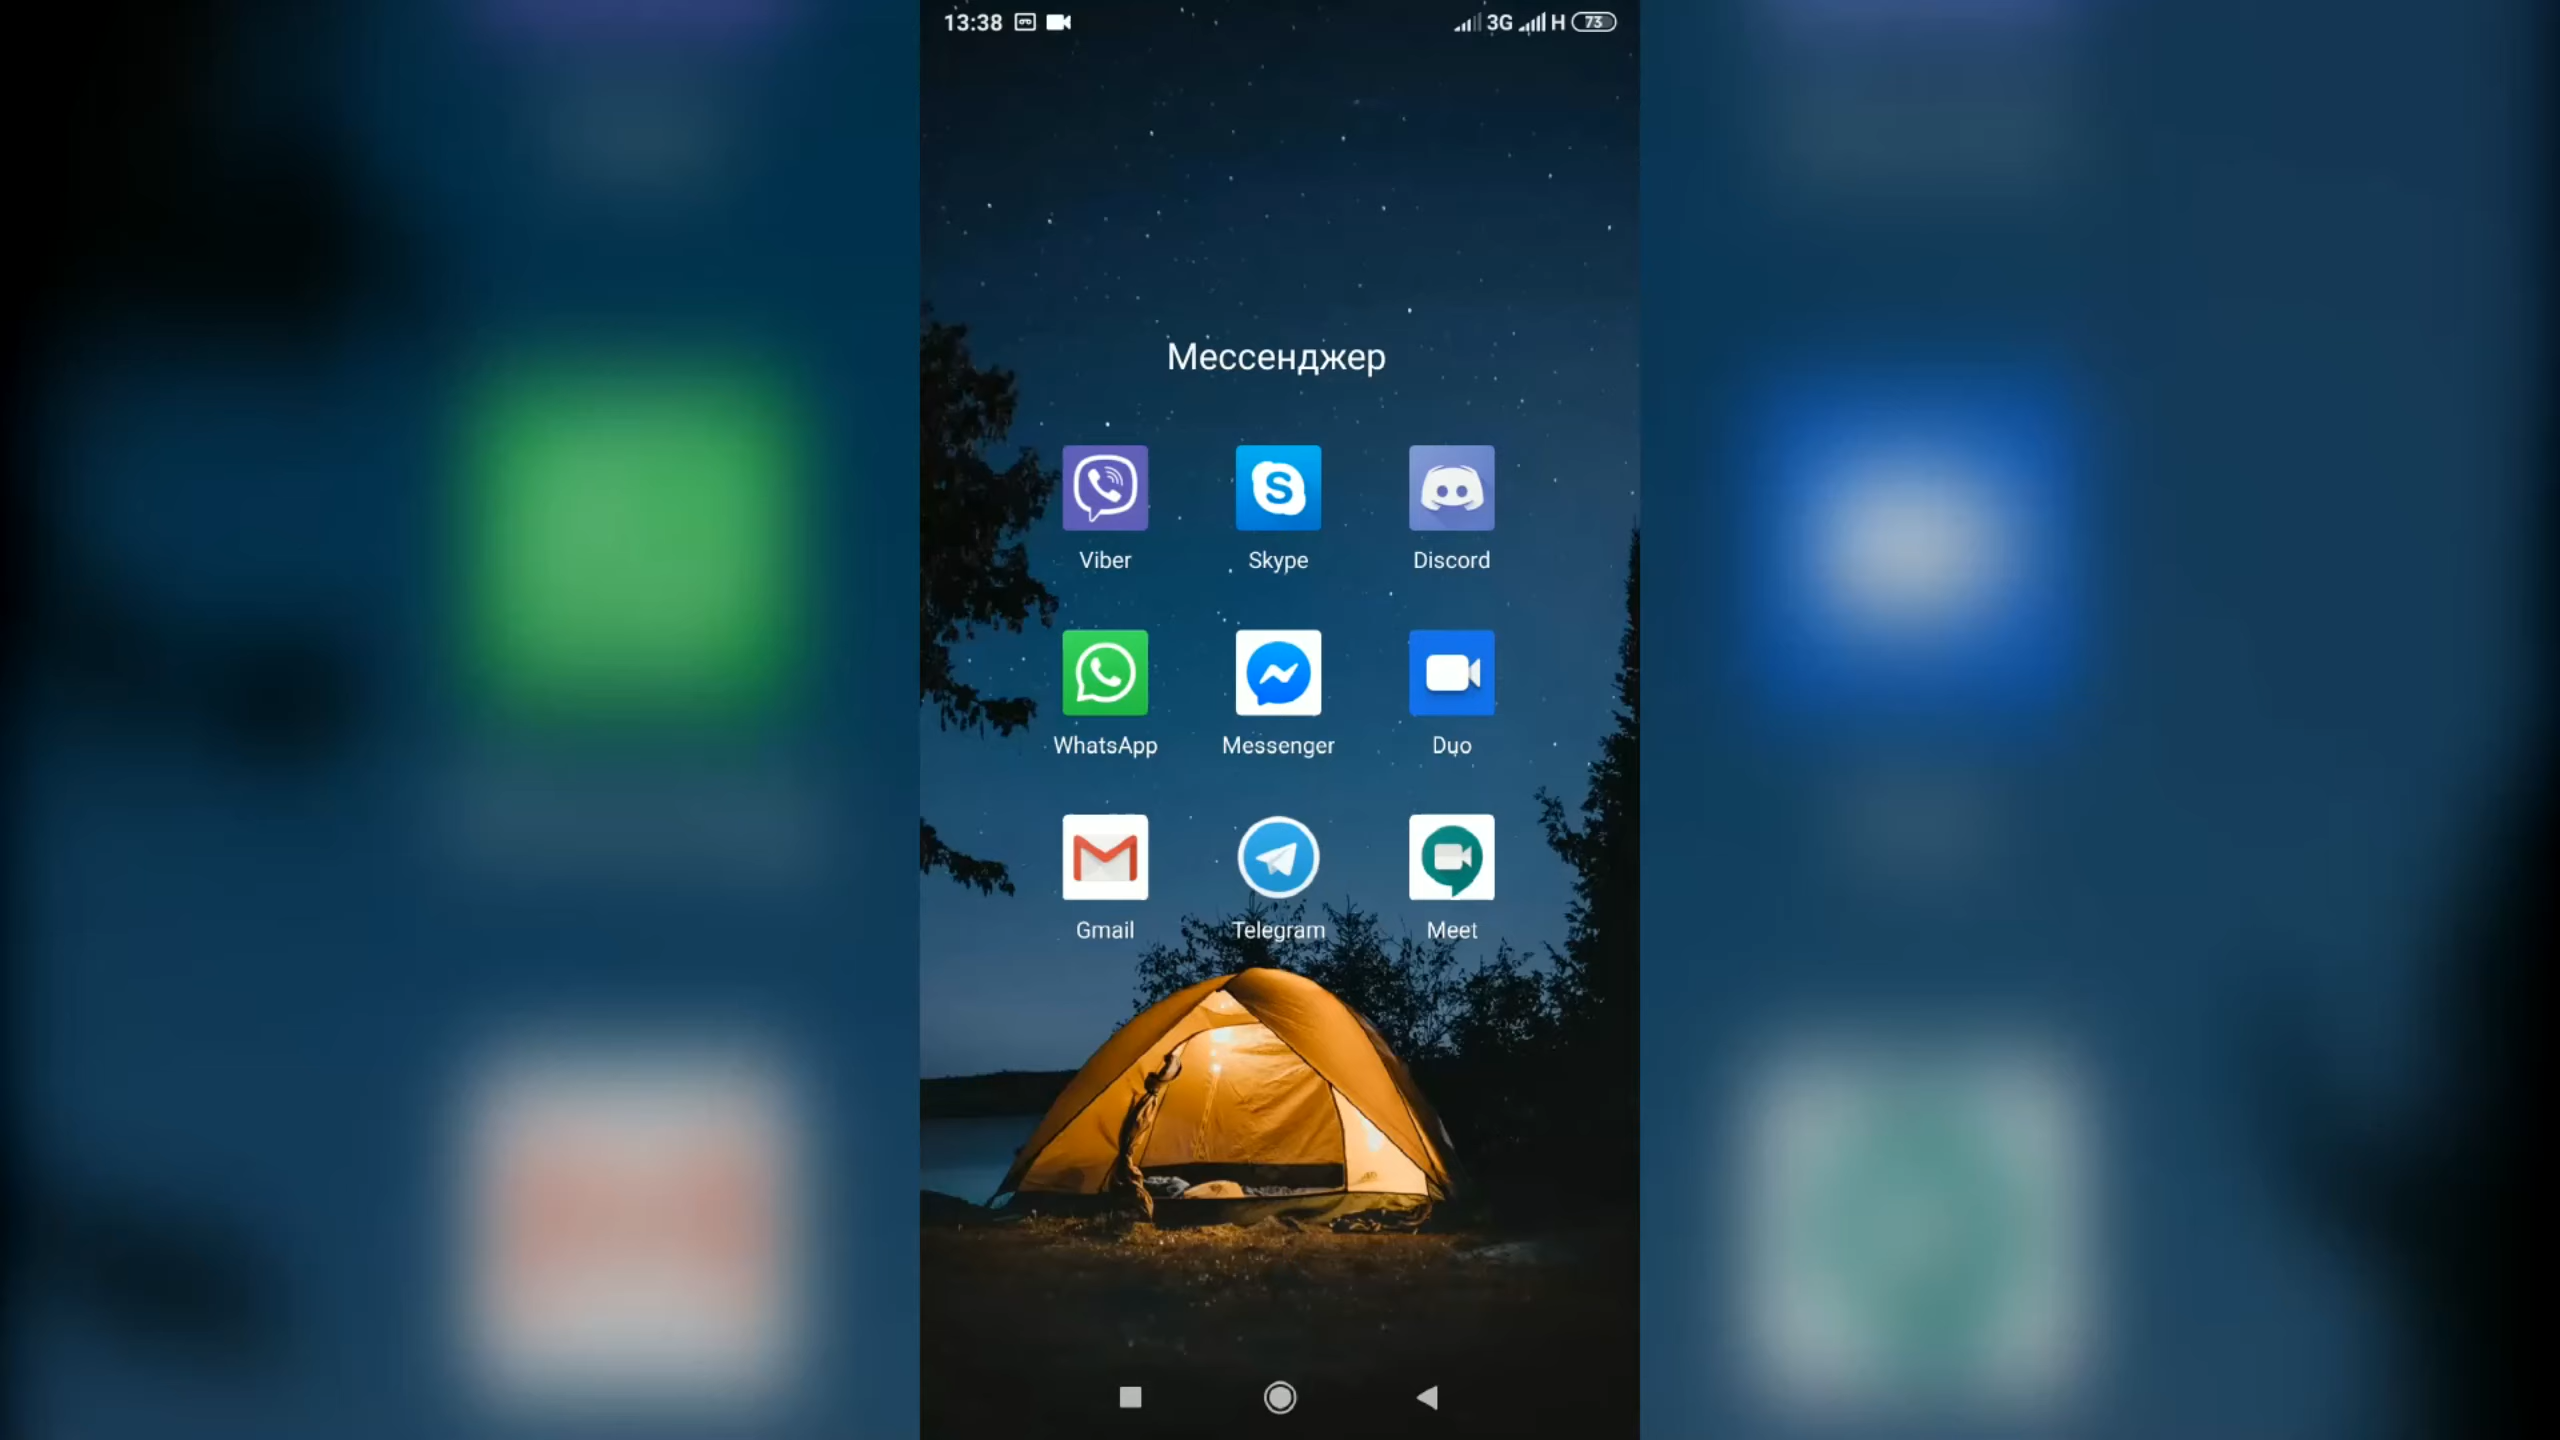 13:38 3G H 73
Мессенджер
Viber Skype Discord
WhatsApp Messenger Duo
Gmail Telegram Meet